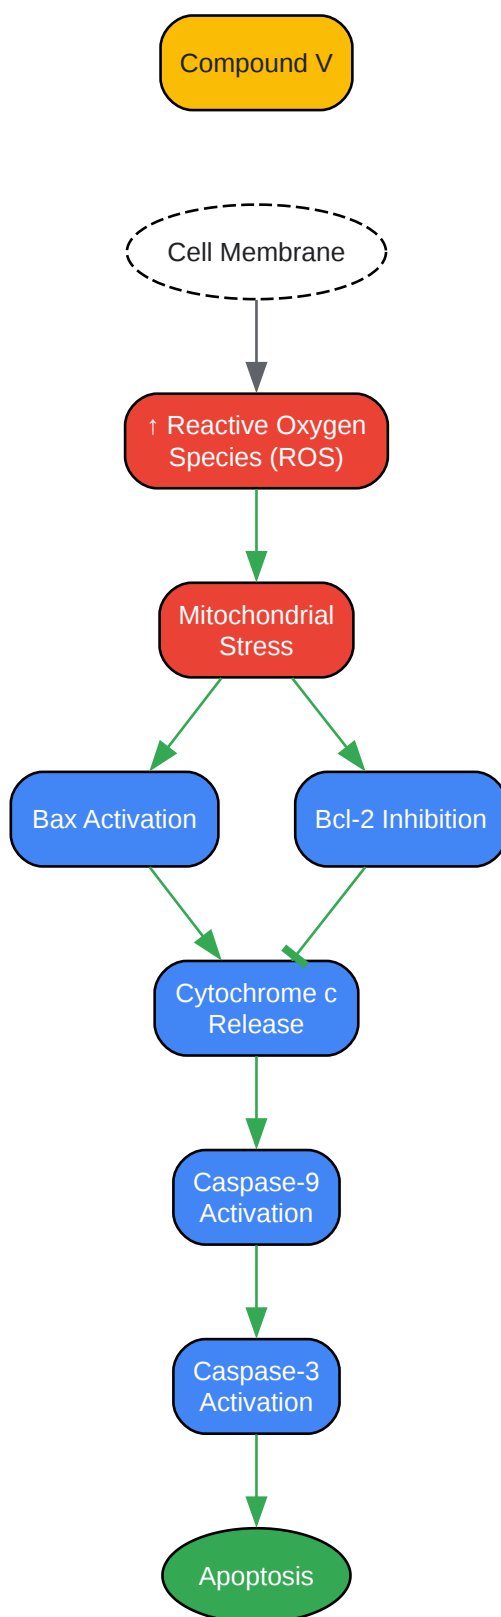 Compound V
Cell Membrane
↑ Reactive Oxygen
Species (ROS)
Mitochondrial
Stress
Bax Activation
Bcl-2 Inhibition
Cytochrome c
Release
Caspase-9
Activation
Caspase-3
Activation
Apoptosis